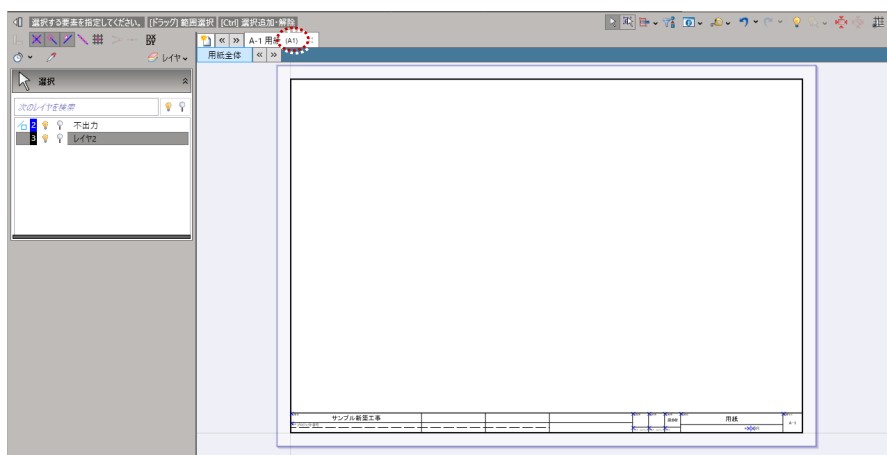 選択する要素を指定してください。 [ドラッグ] 範囲選択 [Ctrl] 選択追加・解除
A-1 用紙 (A1)
レイヤ
用紙全体
選択
次のレイヤを検索
2 不出力
3 レイヤ2
サンプル新築工事
用紙
A-1